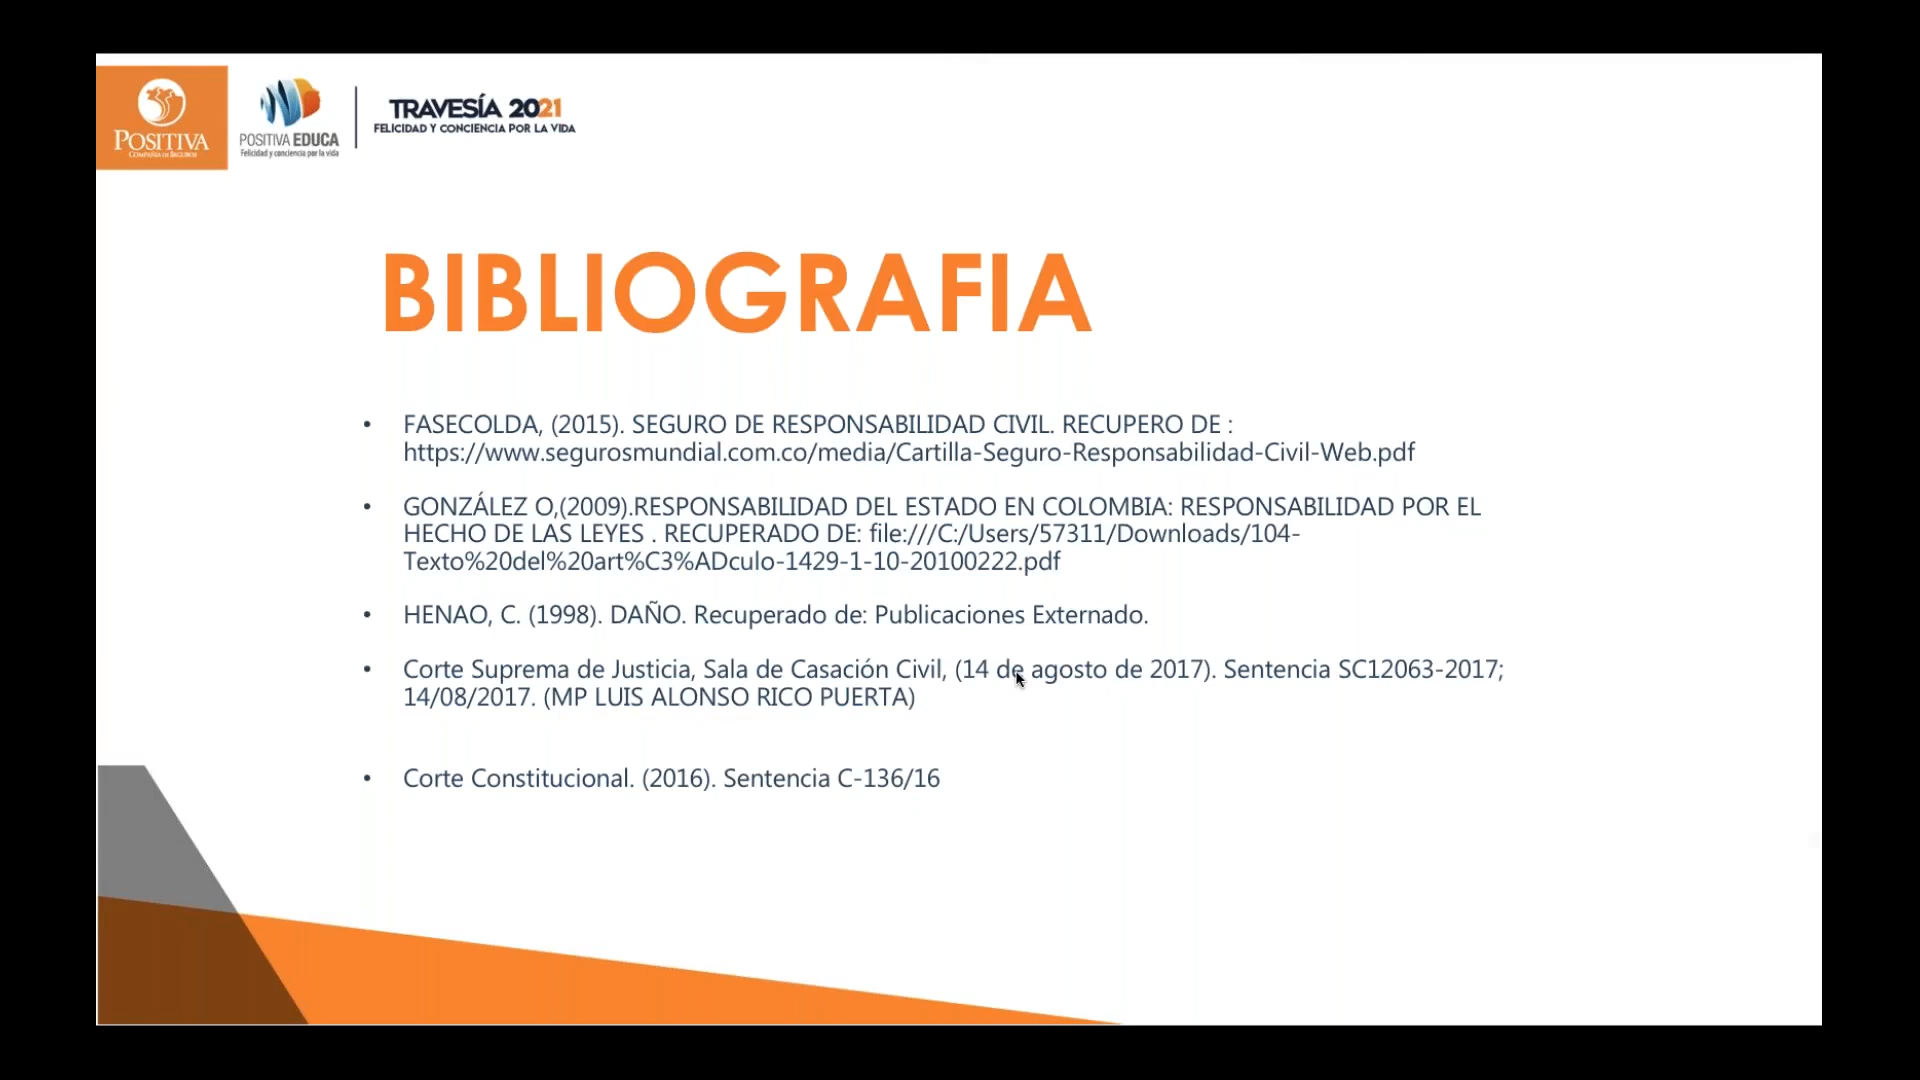 POSITIVA
COMPAÑÍA DE SEGUROS
POSITIVA EDUCA
Felicidad y conciencia por la vida
TRAVESÍA 2021
FELICIDAD Y CONCIENCIA POR LA VIDA
BIBLIOGRAFIA
• FASECOLDA, (2015). SEGURO DE RESPONSABILIDAD CIVIL. RECUPERO DE :
https://www.segurosmundial.com.co/media/Cartilla-Seguro-Responsabilidad-Civil-Web.pdf
• GONZÁLEZ O,(2009).RESPONSABILIDAD DEL ESTADO EN COLOMBIA: RESPONSABILIDAD POR EL
HECHO DE LAS LEYES . RECUPERADO DE: file:///C:/Users/57311/Downloads/104-
Texto%20del%20art%C3%ADculo-1429-1-10-20100222.pdf
• HENAO, C. (1998). DAÑO. Recuperado de: Publicaciones Externado.
• Corte Suprema de Justicia, Sala de Casación Civil, (14 de agosto de 2017). Sentencia SC12063-2017;
14/08/2017. (MP LUIS ALONSO RICO PUERTA)
• Corte Constitucional. (2016). Sentencia C-136/16